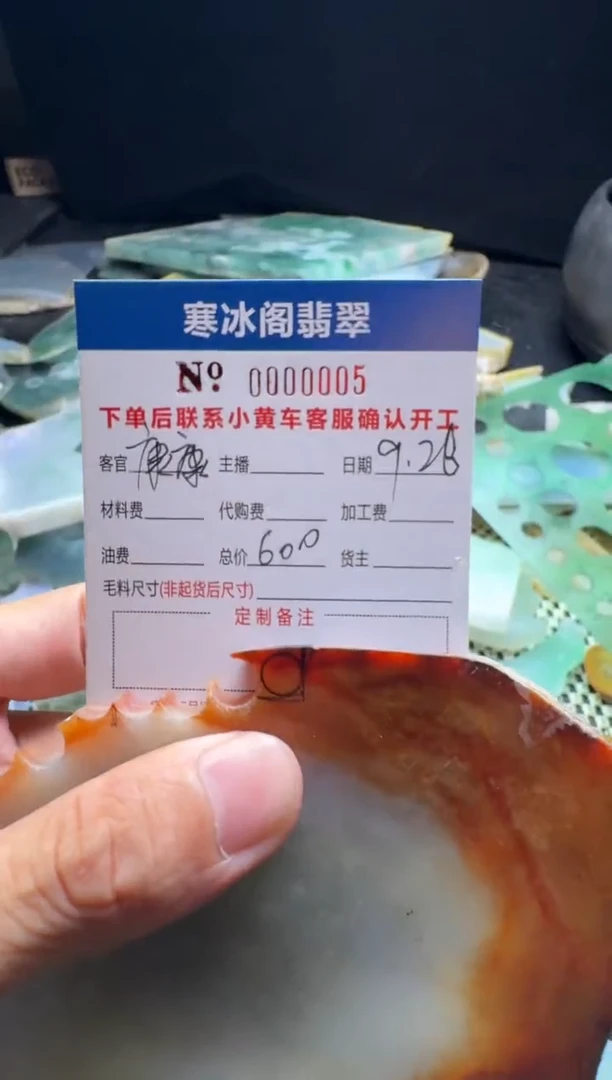 寒冰阁翡翠
Nº 0000005
下单后联系小黄车客服确认开工
客官 康康 主播 日期 9.28
材料费 代购费 加工费
油费 总价 600 货主
毛料尺寸(非起货后尺寸)
定制备注